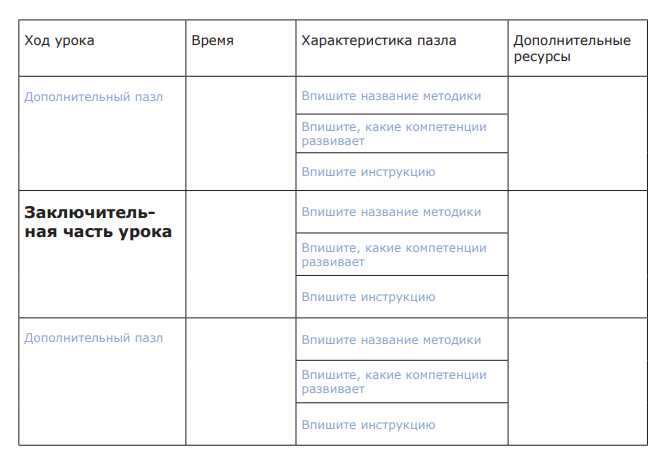 Ход урока
Время
Характеристика пазла
Дополнительные
ресурсы
Дополнительный пазл
Впишите название методики
Впишите, какие компетенции
развивает
Впишите инструкцию
Заключитель-
ная часть урока
Впишите название методики
Впишите, какие компетенции
развивает
Впишите инструкцию
Дополнительный пазл
Впишите название методики
Впишите, какие компетенции
развивает
Впишите инструкцию